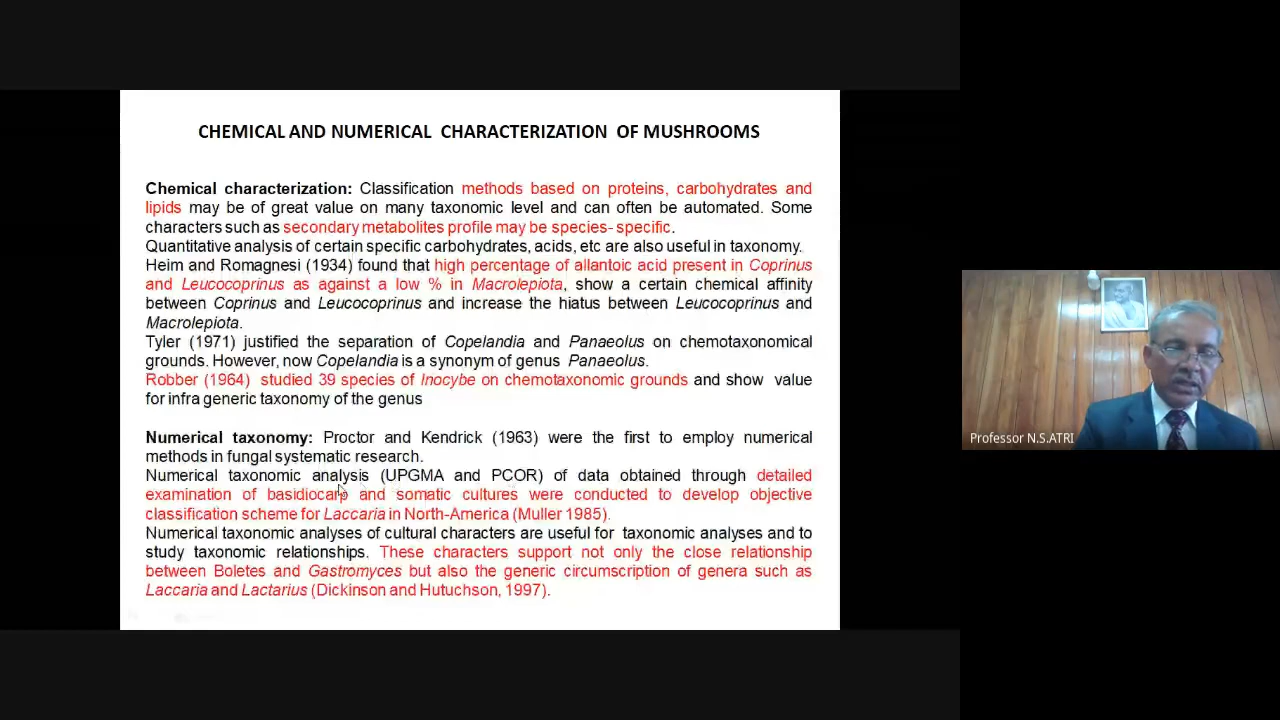 CHEMICAL AND NUMERICAL CHARACTERIZATION OF MUSHROOMS
Chemical characterization: Classification methods based on proteins, carbohydrates and
lipids may be of great value on many taxonomic level and can often be automated. Some
characters such as secondary metabolites profile may be species- specific.
Quantitative analysis of certain specific carbohydrates, acids, etc are also useful in taxonomy.
Heim and Romagnesi (1934) found that high percentage of allantoic acid present in Coprinus
and Leucocoprinus as against a low % in Macrolepiota, show a certain chemical affinity
between Coprinus and Leucocoprinus and increase the hiatus between Leucocoprinus and
Macrolepiota.
Tyler (1971) justified the separation of Copelandia and Panaeolus on chemotaxonomical
grounds. However, now Copelandia is a synonym of genus Panaeolus.
Robber (1964) studied 39 species of Inocybe on chemotaxonomic grounds and show value
for infra generic taxonomy of the genus
Numerical taxonomy: Proctor and Kendrick (1963) were the first to employ numerical
methods in fungal systematic research.
Numerical taxonomic analysis (UPGMA and PCOR) of data obtained through detailed
examination of basidiocarp and somatic cultures were conducted to develop objective
classification scheme for Laccaria in North-America (Muller 1985).
Numerical taxonomic analyses of cultural characters are useful for taxonomic analyses and to
study taxonomic relationships. These characters support not only the close relationship
between Boletes and Gastromyces but also the generic circumscription of genera such as
Laccaria and Lactarius (Dickinson and Hutuchson, 1997).
Professor N.S.ATRI